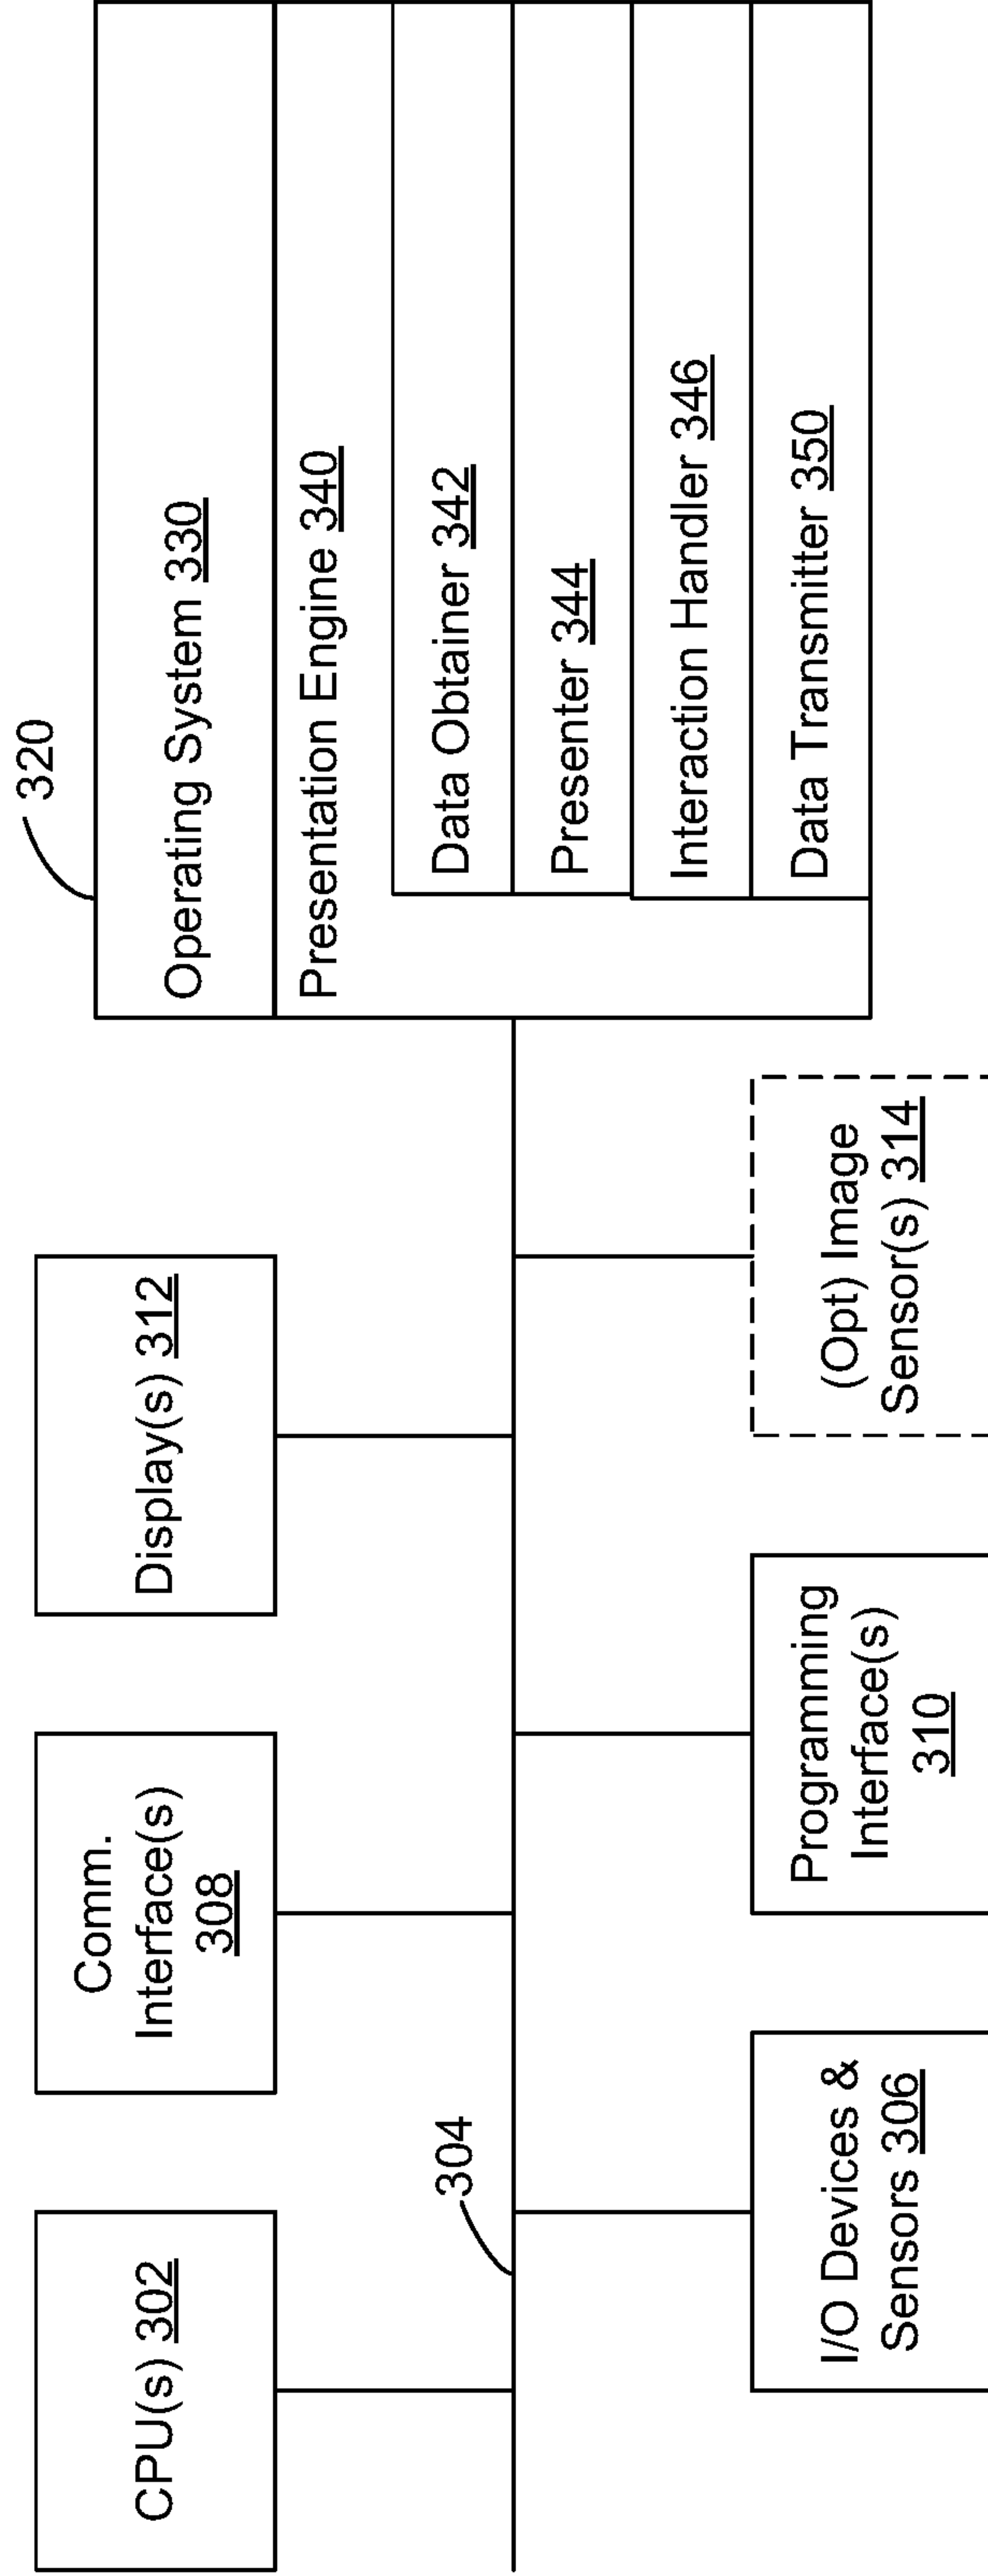 CPU(s) 302
Comm.
Interface(s)
308
Display(s) 312
304
I/O Devices &
Sensors 306
Programming
Interface(s)
310
(Opt) Image
Sensor(s) 314
320
Operating System 330
Presentation Engine 340
Data Obtainer 342
Presenter 344
Interaction Handler 346
Data Transmitter 350